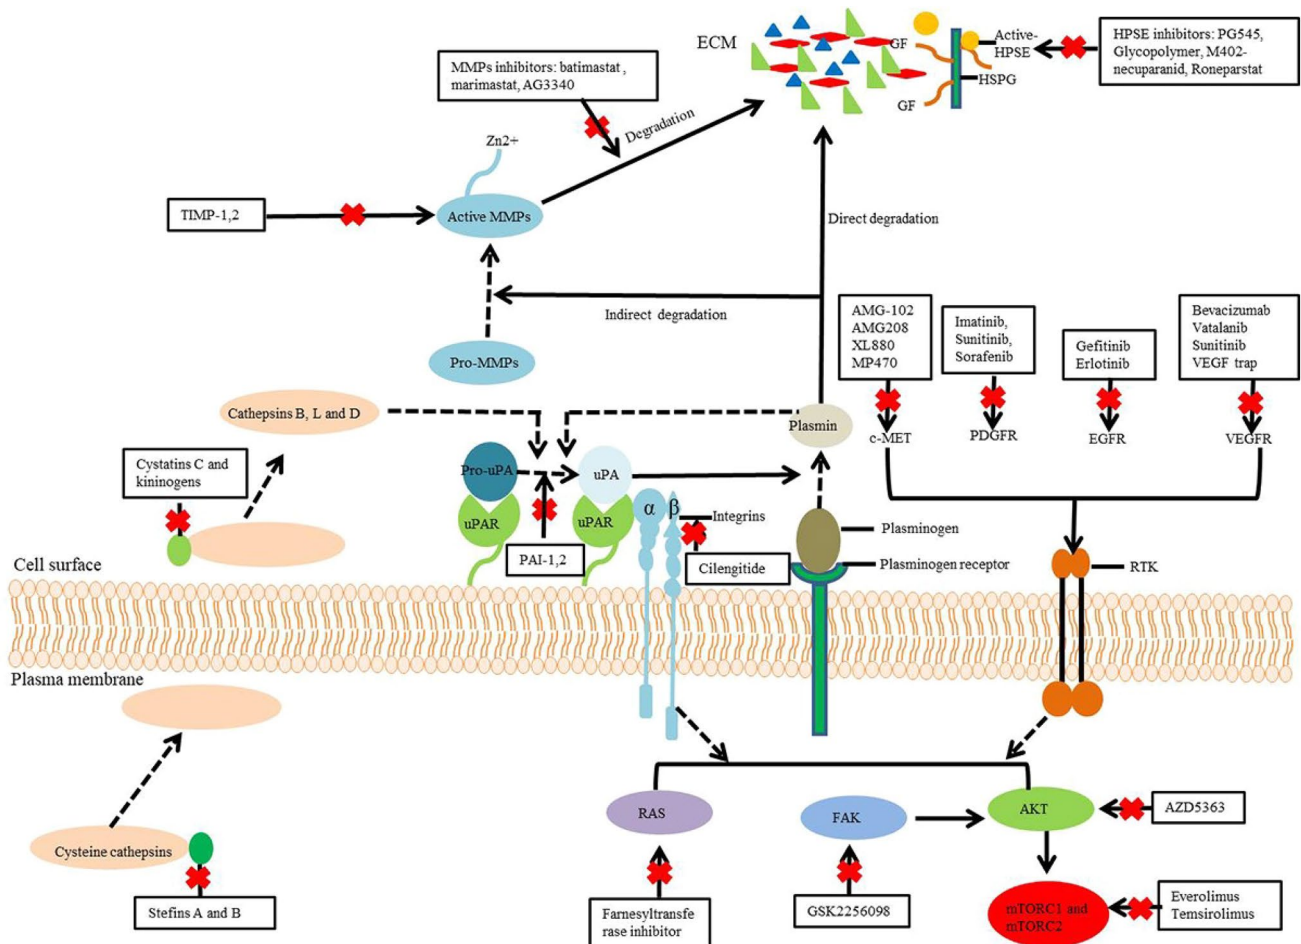 ECM
GF
Active-
HPSE
HSPG
GF
HPSE inhibitors: PG545,
Glycopolymer, M402-
necuparanid, Roneparstat
MMPs inhibitors: batimastat ,
marimastat, AG3340
Degradation
Zn2+
TIMP-1,2
Active MMPs
Direct degradation
Indirect degradation
Pro-MMPs
AMG-102
AMG208
XL880
MP470
Imatinib,
Sunitinib,
Sorafenib
Gefitinib
Erlotinib
Bevacizumab
Vatalanib
Sunitinib
VEGF trap
Cathepsins B, L and D
Plasmin
c-MET
PDGFR
EGFR
VEGFR
Cystatins C and
kininogens
Pro-uPA
uPA
uPAR
uPAR
α
β
Integrins
PAI-1,2
Cilengitide
Plasminogen
Plasminogen receptor
RTK
Cell surface
Plasma membrane
RAS
FAK
AKT
AZD5363
Cysteine cathepsins
Stefins A and B
Farnesyltransfe
rase inhibitor
GSK2256098
mTORC1 and
mTORC2
Everolimus
Temsirolimus